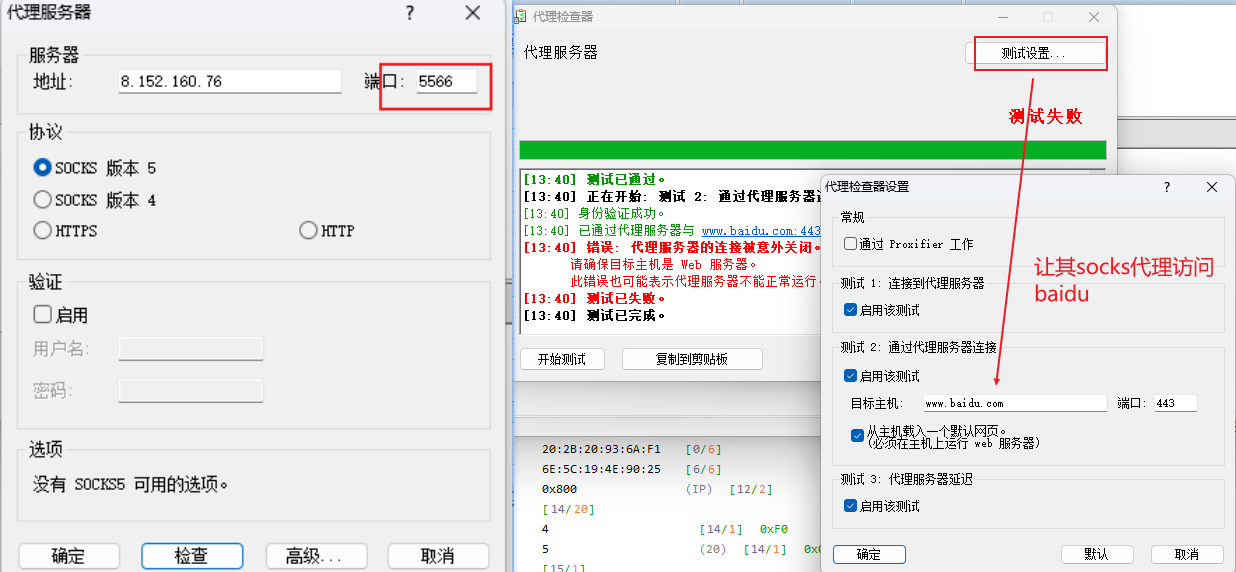 代理服务器
?
服务器
地址:
8.152.160.76
端口:
5566
协议
SOCKS 版本 5
SOCKS 版本 4
HTTPS
HTTP
验证
启用
用户名:
密码:
选项
没有 SOCKS5 可用的选项。
确定
检查
高级...
取消
代理检查器
代理服务器
测试设置...
测试失败
[13:40] 测试已通过。
[13:40] 正在开始: 测试 2: 通过代理服务器
[13:40] 身份验证成功。
[13:40] 已通过代理服务器与 www.baidu.com:443
[13:40] 错误: 代理服务器的连接被意外关闭。
请确保目标主机是 Web 服务器。
此错误也可能表示代理服务器不能正常运行
[13:40] 测试已失败。
[13:40] 测试已完成。
开始测试
复制到剪贴板
20:2B:20:93:6A:F1 [0/6]
6E:5C:19:4E:90:25 [6/6]
0x800 (IP) [12/2]
[14/20]
4 [14/1] 0xF0
5 (20) [14/1]
[15/1]
代理检查器设置
?
常规
通过 Proxifier 工作
测试 1: 连接到代理服务器
启用该测试
测试 2: 通过代理服务器连接
启用该测试
目标主机:
www.baidu.com
端口:
443
从主机载入一个默认网页。
(必须在主机上运行 web 服务器)
测试 3: 代理服务器延迟
启用该测试
确定
默认
取消
让其socks代理访问
baidu